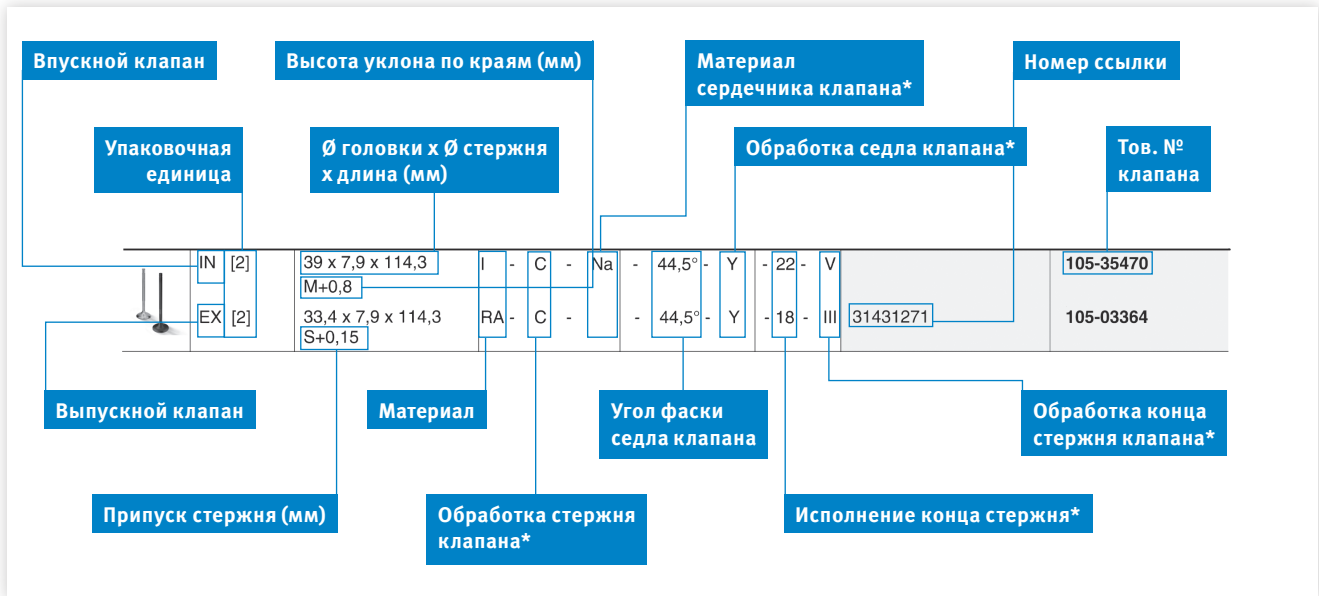 Впускной клапан
Высота уклона по краям (мм)
Материал
сердечника клапана*
Номер ссылки
Упаковочная
единица
Ø головки x Ø стержня
x длина (мм)
Обработка седла клапана*
Тов. №
клапана
IN [2] 39 x 7,9 x 114,3 I - C - Na - 44,5° - Y - 22 - V 105-35470
M+0,8
EX [2] 33,4 x 7,9 x 114,3 RA - C - - 44,5° - Y - 18 - III 31431271 105-03364
S+0,15
Выпускной клапан
Материал
Угол фаски
седла клапана
Обработка конца
стержня клапана*
Припуск стержня (мм)
Обработка стержня
клапана*
Исполнение конца стержня*